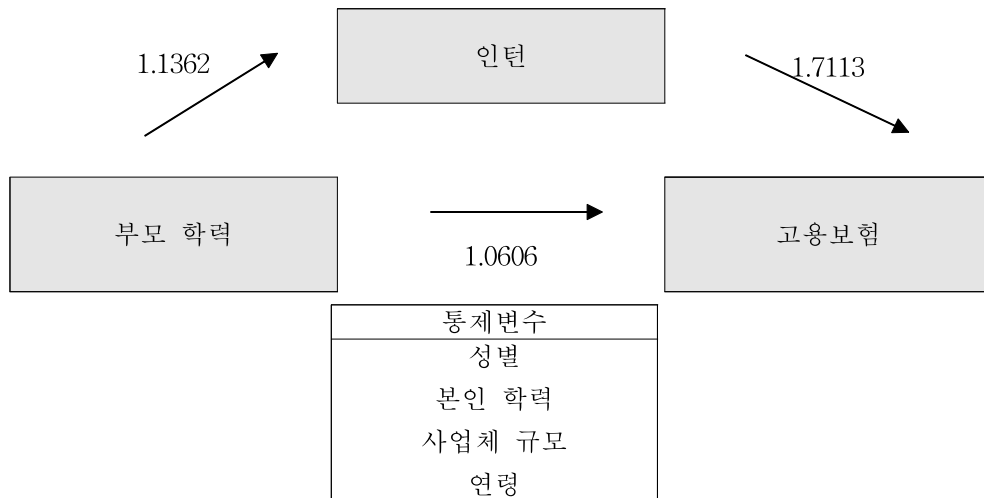 인턴
1.1362
1.7113
부모 학력
고용보험
1.0606
통제변수
성별
본인 학력
사업체 규모
연령